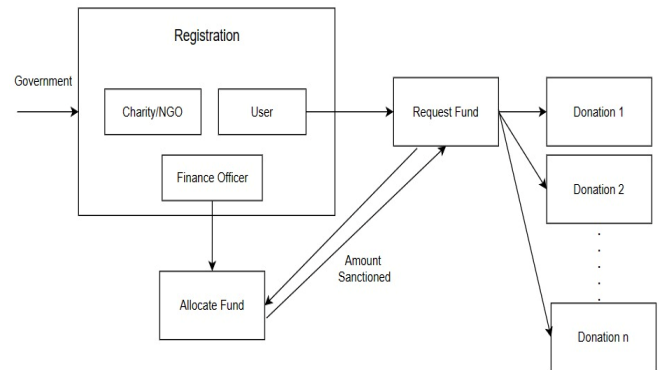 Registration
Government
Charity/NGO
User
Request Fund
Donation 1
Finance Officer
Donation 2
Amount
Sanctioned
Allocate Fund
Donation n